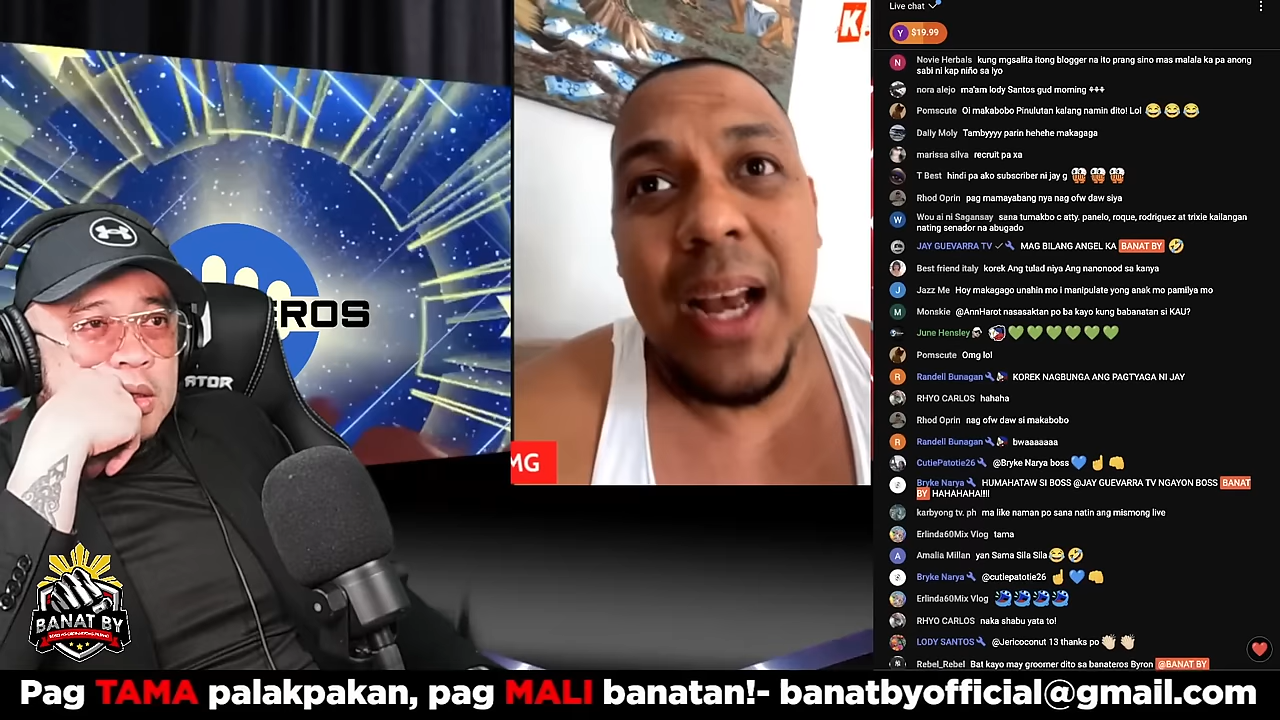 K
EROS
ATOR
MG
BANAT BY
Live chat
Y $19.99
Novie Herbals kung mgsalita itong blogger na ito prang sino mas malala ka pa anong
sabi ni kap niño sa Iyo
nora alejo ma'am lody Santos gud morning
Pomscute Oi makabobo Pinulutan kalang namin dito! Lol 😂😂😂
Dally Moly Tambyyyy parin hehehe makagaga
marissa silva recruit pa xa
T Best hindi pa ako subscriber ni jay g
Rhod Oprin pag mamayabang nya nag ofw daw siya
Wou ai ni Sagansay sana tumakbo c atty. panelo, roque, rodriguez at trixie kailangan
nating senador na abugado
JAY GUEVARRA TV MAG BILANG ANGEL KA BANAT BY 🤣
Best friend italy korek Ang tulad niya Ang nanonood sa kanya
Jazz Me Hoy makagago unahin mo i manipulate yong anak mo pamilya mo
Monskie @AnnHarot nasasaktan po ba kayo kung babanatan si KAU?
June Hensley 💚💚💚💚💚💚
Pomscute Omg lol
Randell Bunagan KOREK NAGBUNGA ANG PAGTYAGA NI JAY
RHYO CARLOS hahaha
Rhod Oprin nag ofw daw si makabobo
Randell Bunagan bwaaaaaaa
CutiePatotie26 @Bryke Narya boss 💙☝️👊
Bryke Narya HUMAHATAW SI BOSS @JAY GUEVARRA TV NGAYON BOSS BANAT
BY HAHAHAHA!!!!
karbyong tv. ph ma like naman po sana natin ang mismong live
Erlinda60Mix Vlog tama
Amalia Millan yan Sama Sila Sila 😂🤣
Bryke Narya @cutiepatotie26 ☝️💙👊
Erlinda60Mix Vlog
RHYO CARLOS naka shabu yata to!
LODY SANTOS @Jericoconut 13 thanks po 👏🏻👏🏻
Rebel_Rebel Bat kayo may groomer dito sa banateros Byron @BANAT BY
Pag TAMA palakpakan, pag MALI banatan!- banatbyofficial@gmail.com